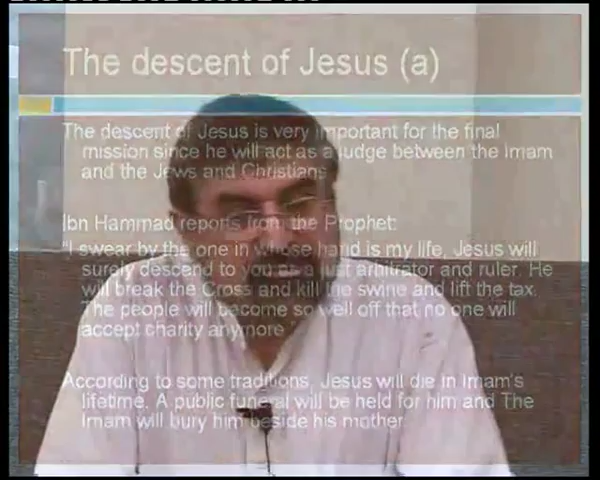 The descent of Jesus (a)
The descent of Jesus is very important for the final
mission since he will act as a judge between the Imam
and the Jews and Christians
Ibn Hammad reports from the Prophet:
"I swear by the one in whose hand is my life, Jesus will
surely descend to you as a just arbitrator and ruler. He
will break the Cross and kill the swine and lift the tax.
The people will become so well off that no one will
accept charity anymore."
According to some traditions, Jesus will die in Imam's
lifetime. A public funeral will be held for him and The
Imam will bury him beside his mother.